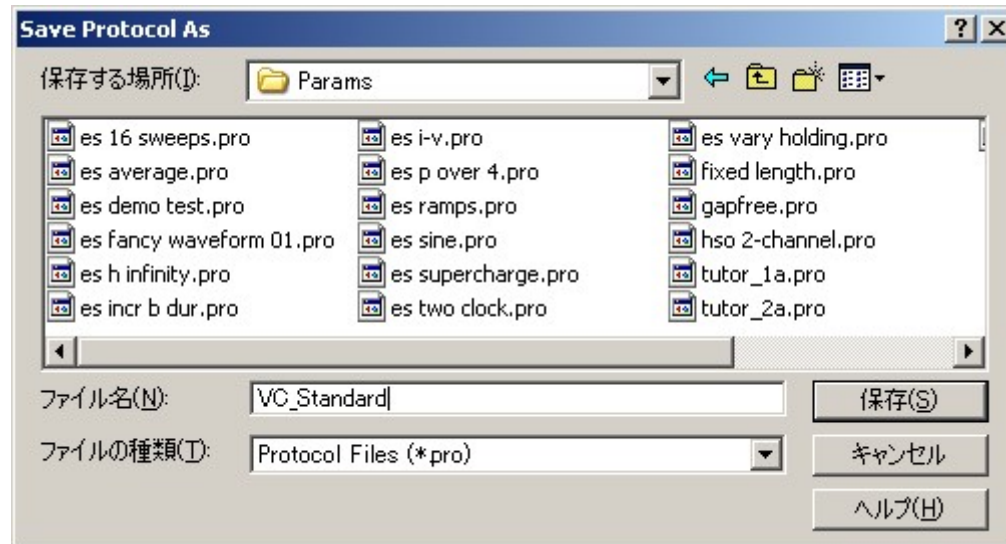 Save Protocol As
保存する場所(I): Params
es 16 sweeps.pro es i-v.pro es vary holding.pro
es average.pro es p over 4.pro fixed length.pro
es demo test.pro es ramps.pro gapfree.pro
es fancy waveform 01.pro es sine.pro hso 2-channel.pro
es h infinity.pro es supercharge.pro tutor_1a.pro
es incr b dur.pro es two clock.pro tutor_2a.pro
ファイル名(N): VC_Standard 保存(S)
ファイルの種類(T): Protocol Files (*.pro) キャンセル
ヘルプ(H)